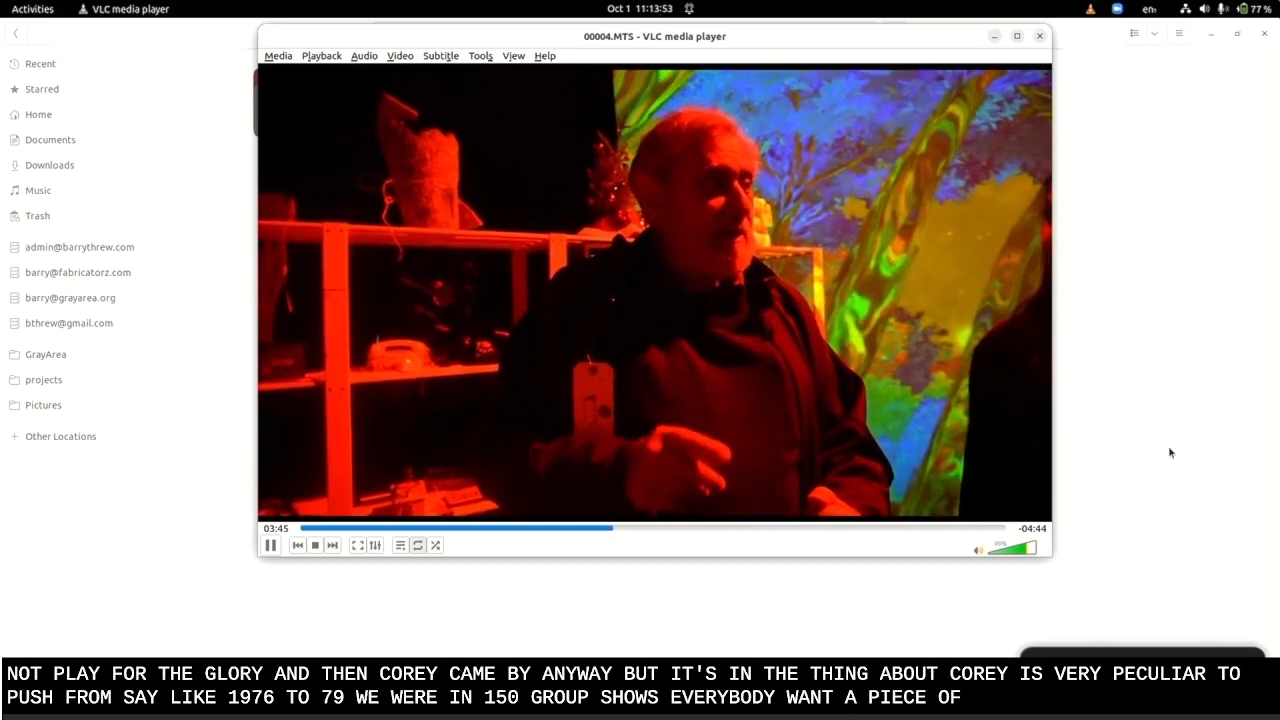 Activities VLC media player Oct 1 11:13:53 en 77 %
00004.MTS - VLC media player
Media Playback Audio Video Subtitle Tools View Help
Recent
Starred
Home
Documents
Downloads
Music
Trash
admin@barrythrew.com
barry@fabricatorz.com
barry@grayarea.org
bthrew@gmail.com
GrayArea
projects
Pictures
Other Locations
03:45 -04:44
99%
NOT PLAY FOR THE GLORY AND THEN COREY CAME BY ANYWAY BUT IT'S IN THE THING ABOUT COREY IS VERY PECULIAR TO
PUSH FROM SAY LIKE 1976 TO 79 WE WERE IN 150 GROUP SHOWS EVERYBODY WANT A PIECE OF